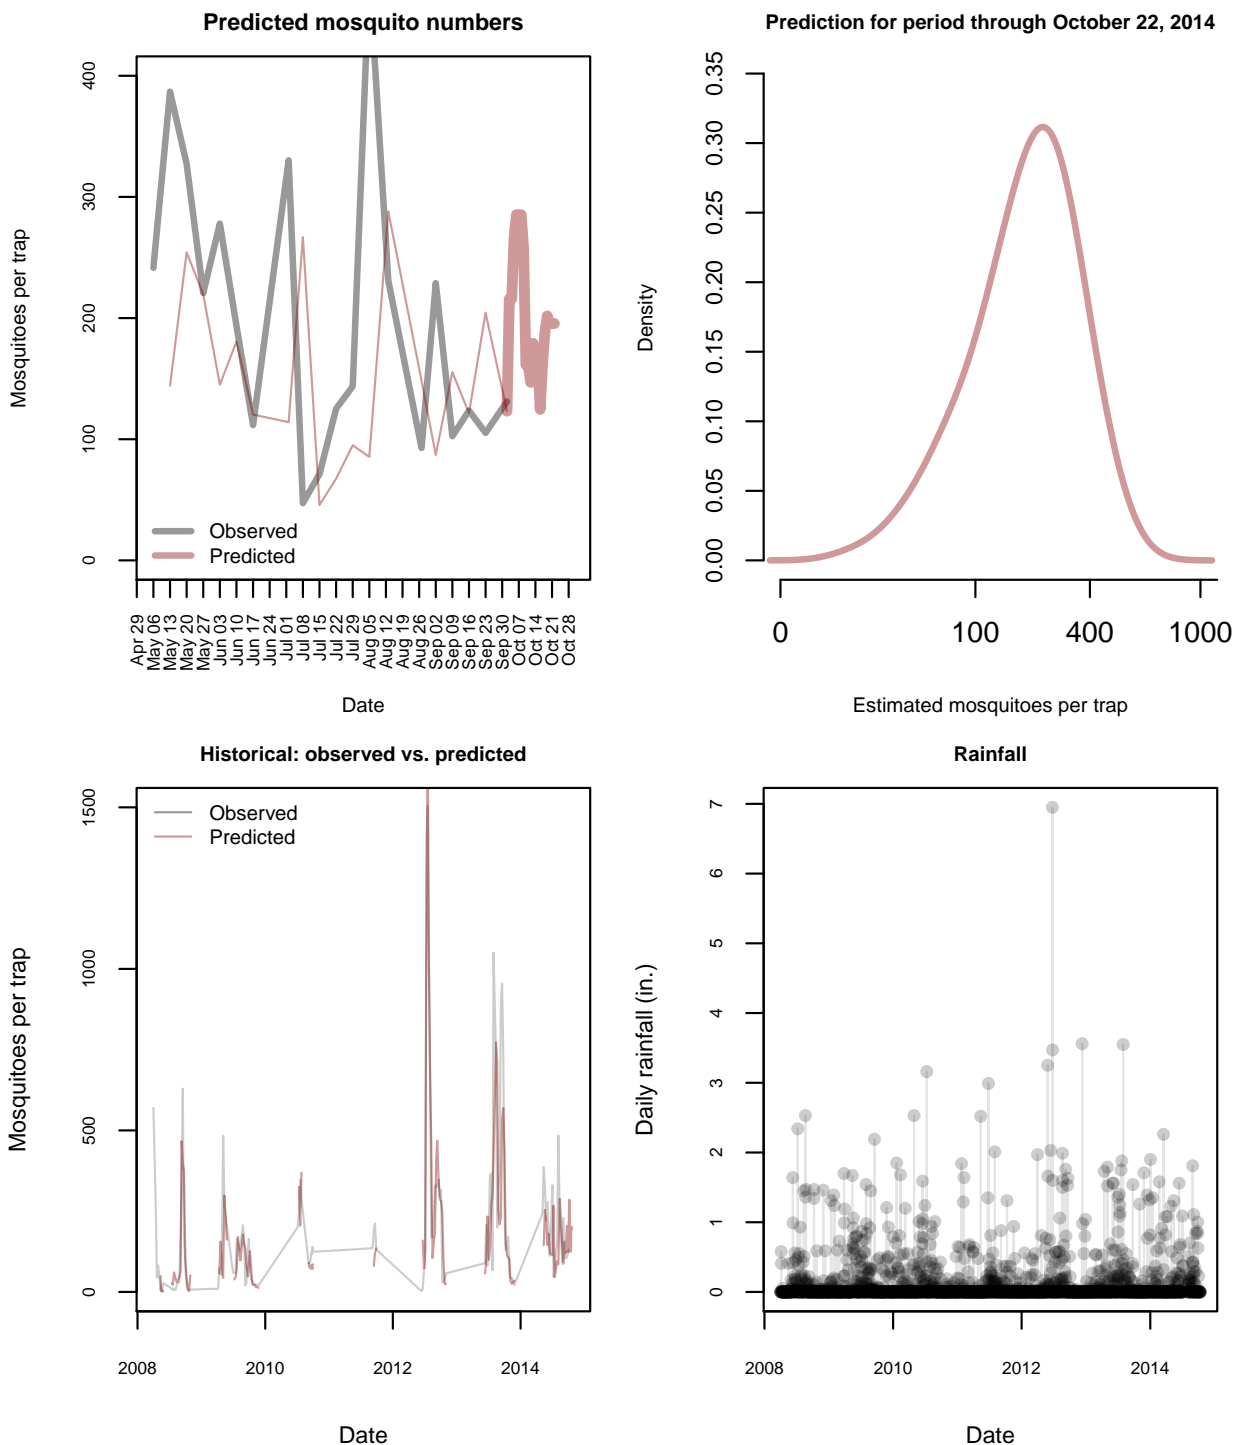 Predicted mosquito numbers
Mosquitoes per trap
400
300
200
100
0
Observed
Predicted
Apr 29
May 06
May 13
May 20
May 27
Jun 03
Jun 10
Jun 17
Jun 24
Jul 01
Jul 08
Jul 15
Jul 22
Jul 29
Aug 05
Aug 12
Aug 19
Aug 26
Sep 02
Sep 09
Sep 16
Sep 23
Sep 30
Oct 07
Oct 14
Oct 21
Oct 28
Date
Prediction for period through October 22, 2014
Density
0.35
0.30
0.25
0.20
0.15
0.10
0.05
0.00
0 100 400 1000
Estimated mosquitoes per trap
Historical: observed vs. predicted
Mosquitoes per trap
1500
1000
500
0
Observed
Predicted
2008 2010 2012 2014
Date
Rainfall
Daily rainfall (in.)
7
6
5
4
3
2
1
0
2008 2010 2012 2014
Date